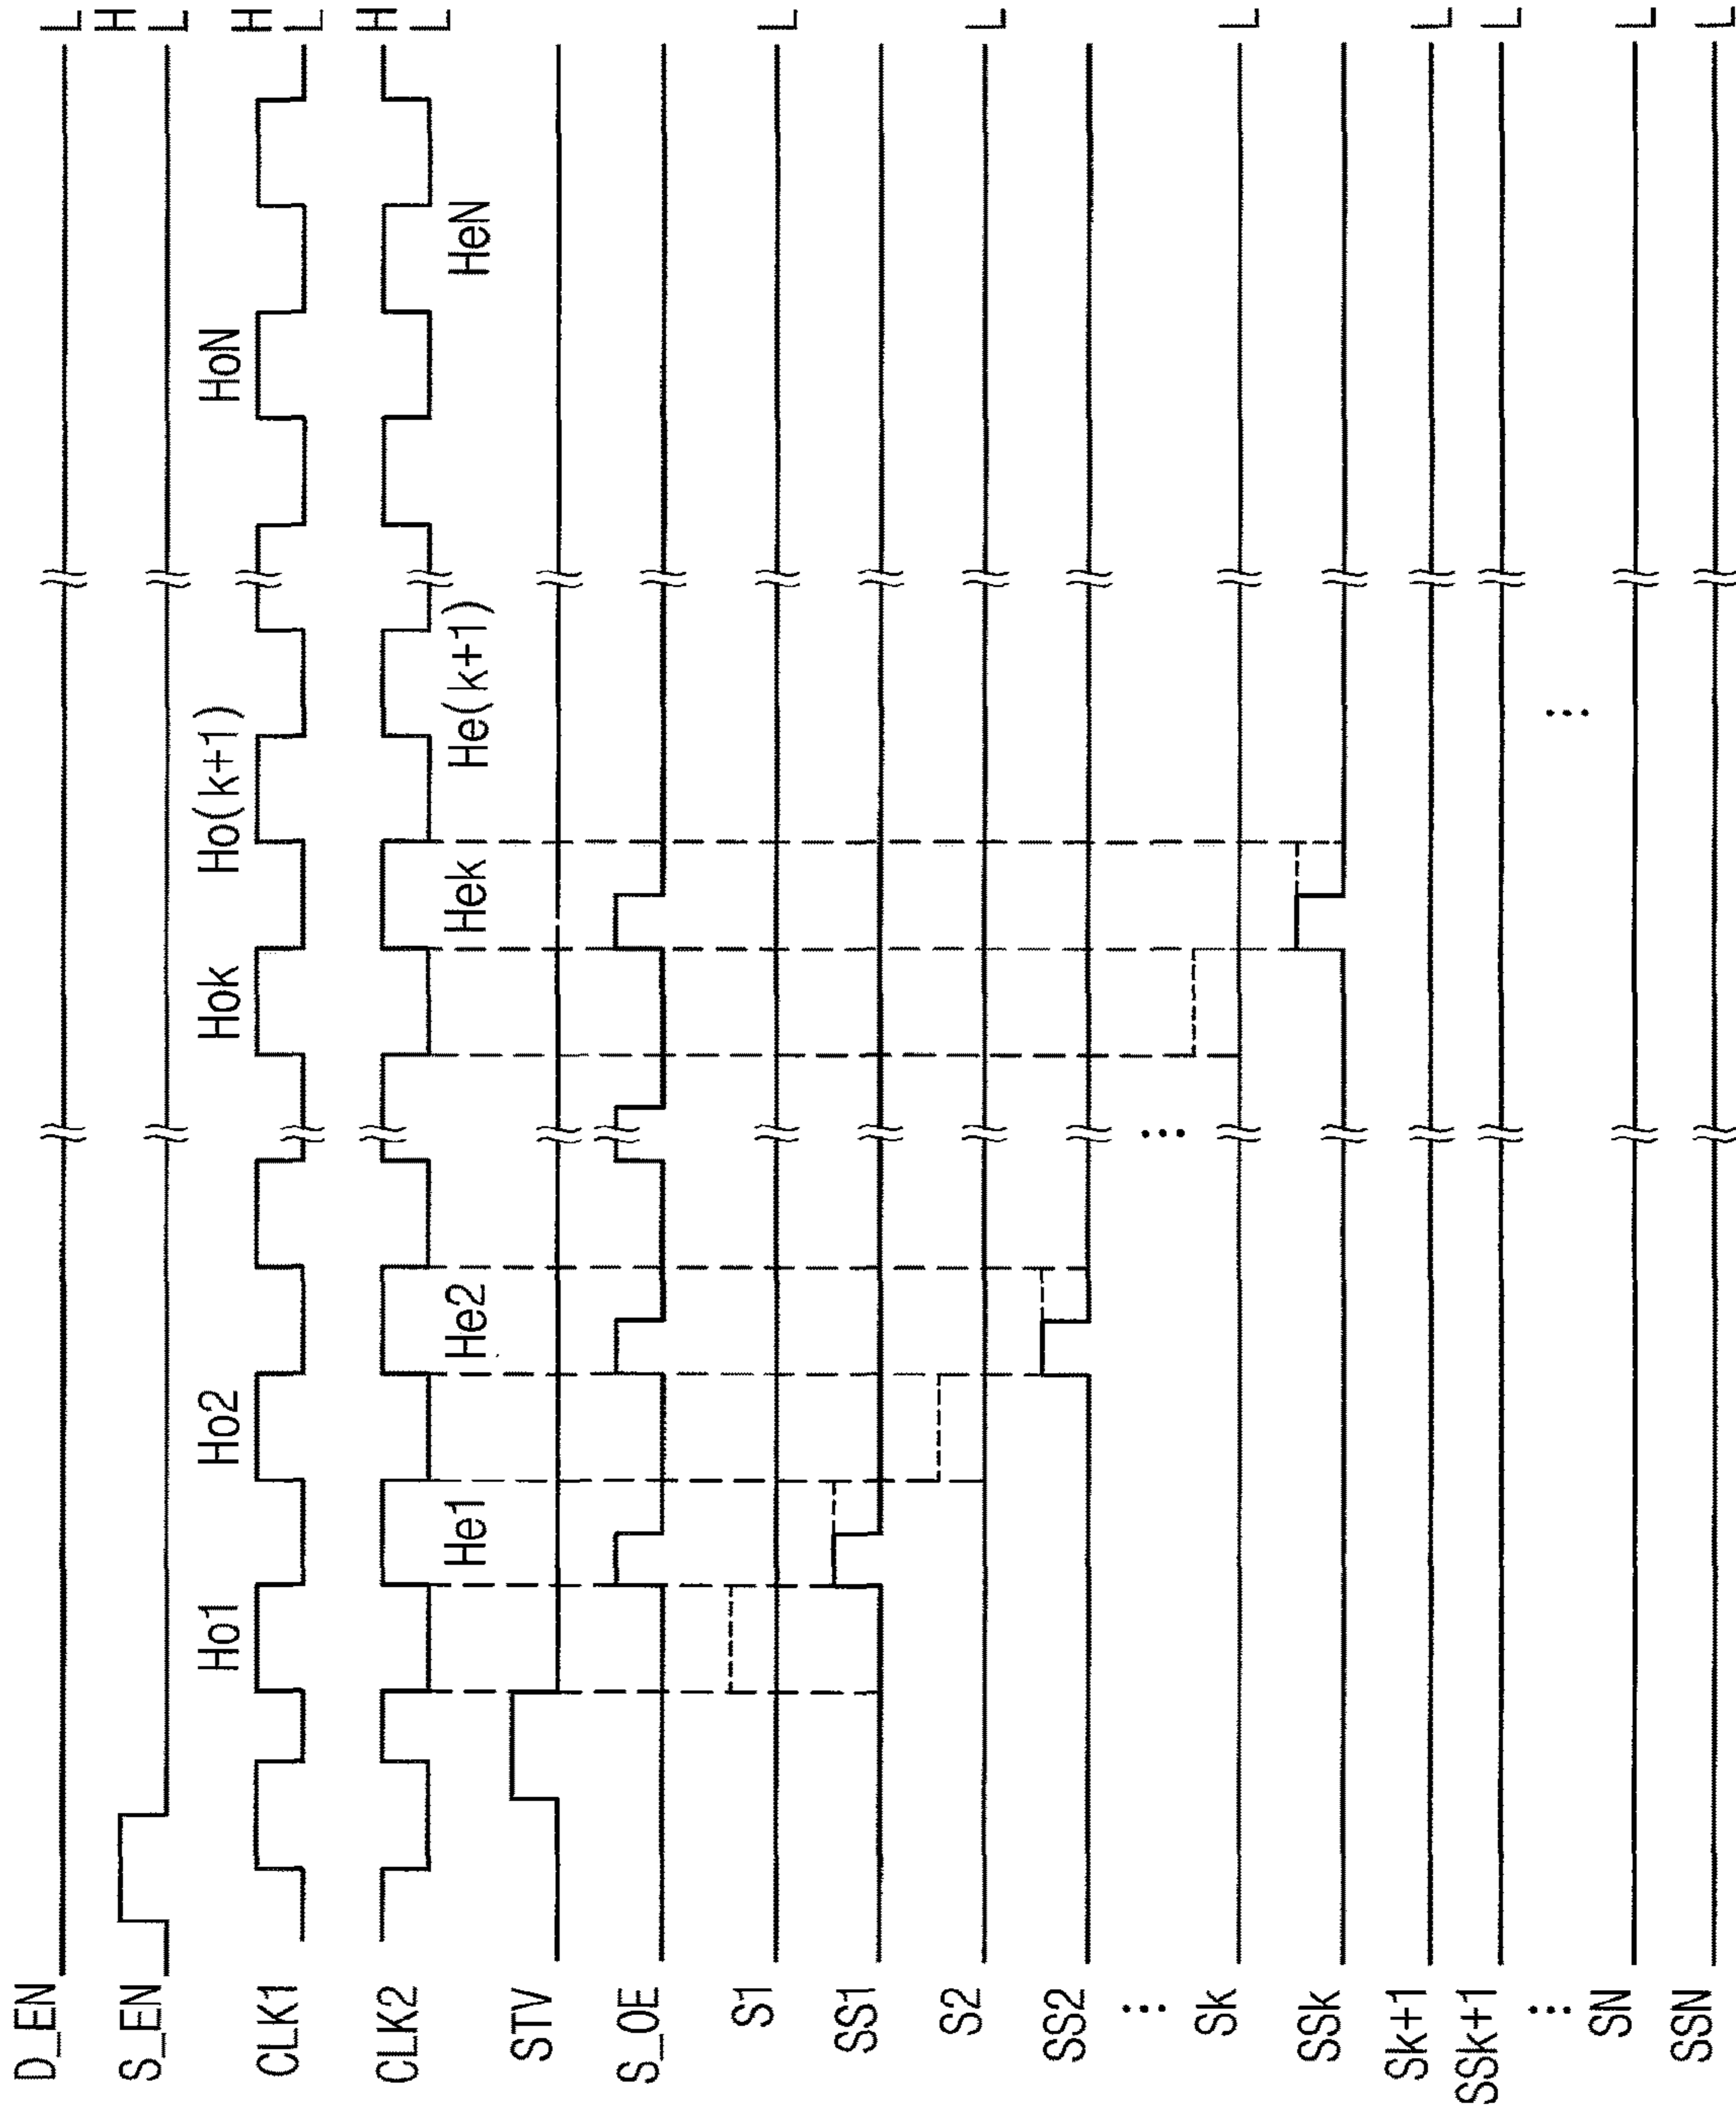 D_EN L
H
S_EN L
Ho1 Ho2 Hok Ho(k+1) HoN
H
CLK1 L
H
CLK2 L
He1 He2 Hek He(k+1) HeN
STV
S_OE
S1 L
SS1
S2 L
SS2
⋮ ⋮
Sk L
SSk
Sk+1 L
SSk+1 L
⋮ ⋮
SN L
SSN L